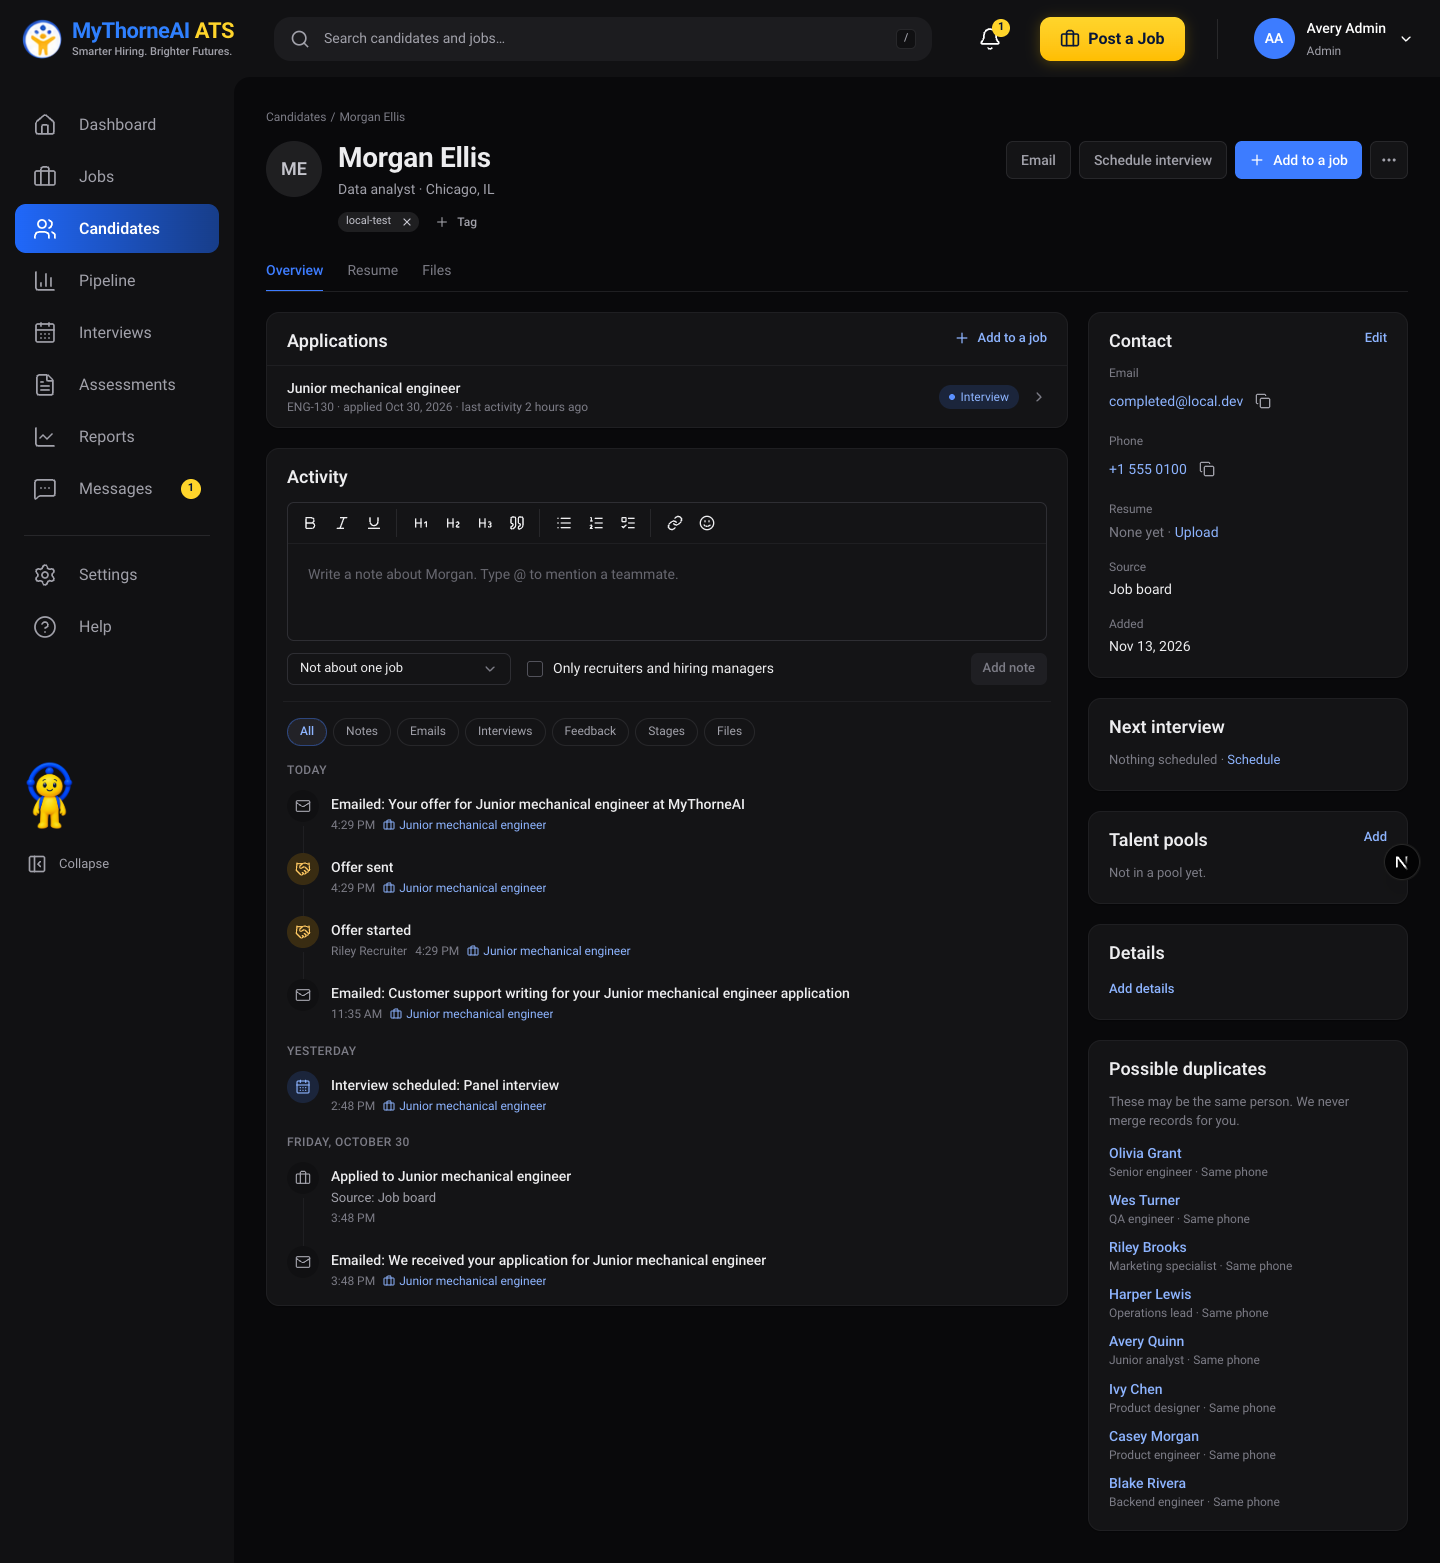 MyThorneAI ATS
Smarter Hiring. Brighter Futures.
Search candidates and jobs...
/
1
Post a Job
AA
Avery Admin
Admin
Dashboard
Jobs
Candidates
Pipeline
Interviews
Assessments
Reports
Messages
1
Settings
Help
Collapse
Candidates / Morgan Ellis
ME
Morgan Ellis
Data analyst · Chicago, IL
local-test
Tag
Email
Schedule interview
Add to a job
Overview
Resume
Files
Applications
Add to a job
Junior mechanical engineer
ENG-130 · applied Oct 30, 2026 · last activity 2 hours ago
Interview
Activity
B I U H1 H2 H3
Write a note about Morgan. Type @ to mention a teammate.
Not about one job
Only recruiters and hiring managers
Add note
All
Notes
Emails
Interviews
Feedback
Stages
Files
TODAY
Emailed: Your offer for Junior mechanical engineer at MyThorneAI
4:29 PM Junior mechanical engineer
Offer sent
4:29 PM Junior mechanical engineer
Offer started
Riley Recruiter 4:29 PM Junior mechanical engineer
Emailed: Customer support writing for your Junior mechanical engineer application
11:35 AM Junior mechanical engineer
YESTERDAY
Interview scheduled: Panel interview
2:48 PM Junior mechanical engineer
FRIDAY, OCTOBER 30
Applied to Junior mechanical engineer
Source: Job board
3:48 PM
Emailed: We received your application for Junior mechanical engineer
3:48 PM Junior mechanical engineer
Contact
Edit
Email
completed@local.dev
Phone
+1 555 0100
Resume
None yet · Upload
Source
Job board
Added
Nov 13, 2026
Next interview
Nothing scheduled · Schedule
Talent pools
Add
Not in a pool yet.
N
Details
Add details
Possible duplicates
These may be the same person. We never
merge records for you.
Olivia Grant
Senior engineer · Same phone
Wes Turner
QA engineer · Same phone
Riley Brooks
Marketing specialist · Same phone
Harper Lewis
Operations lead · Same phone
Avery Quinn
Junior analyst · Same phone
Ivy Chen
Product designer · Same phone
Casey Morgan
Product engineer · Same phone
Blake Rivera
Backend engineer · Same phone